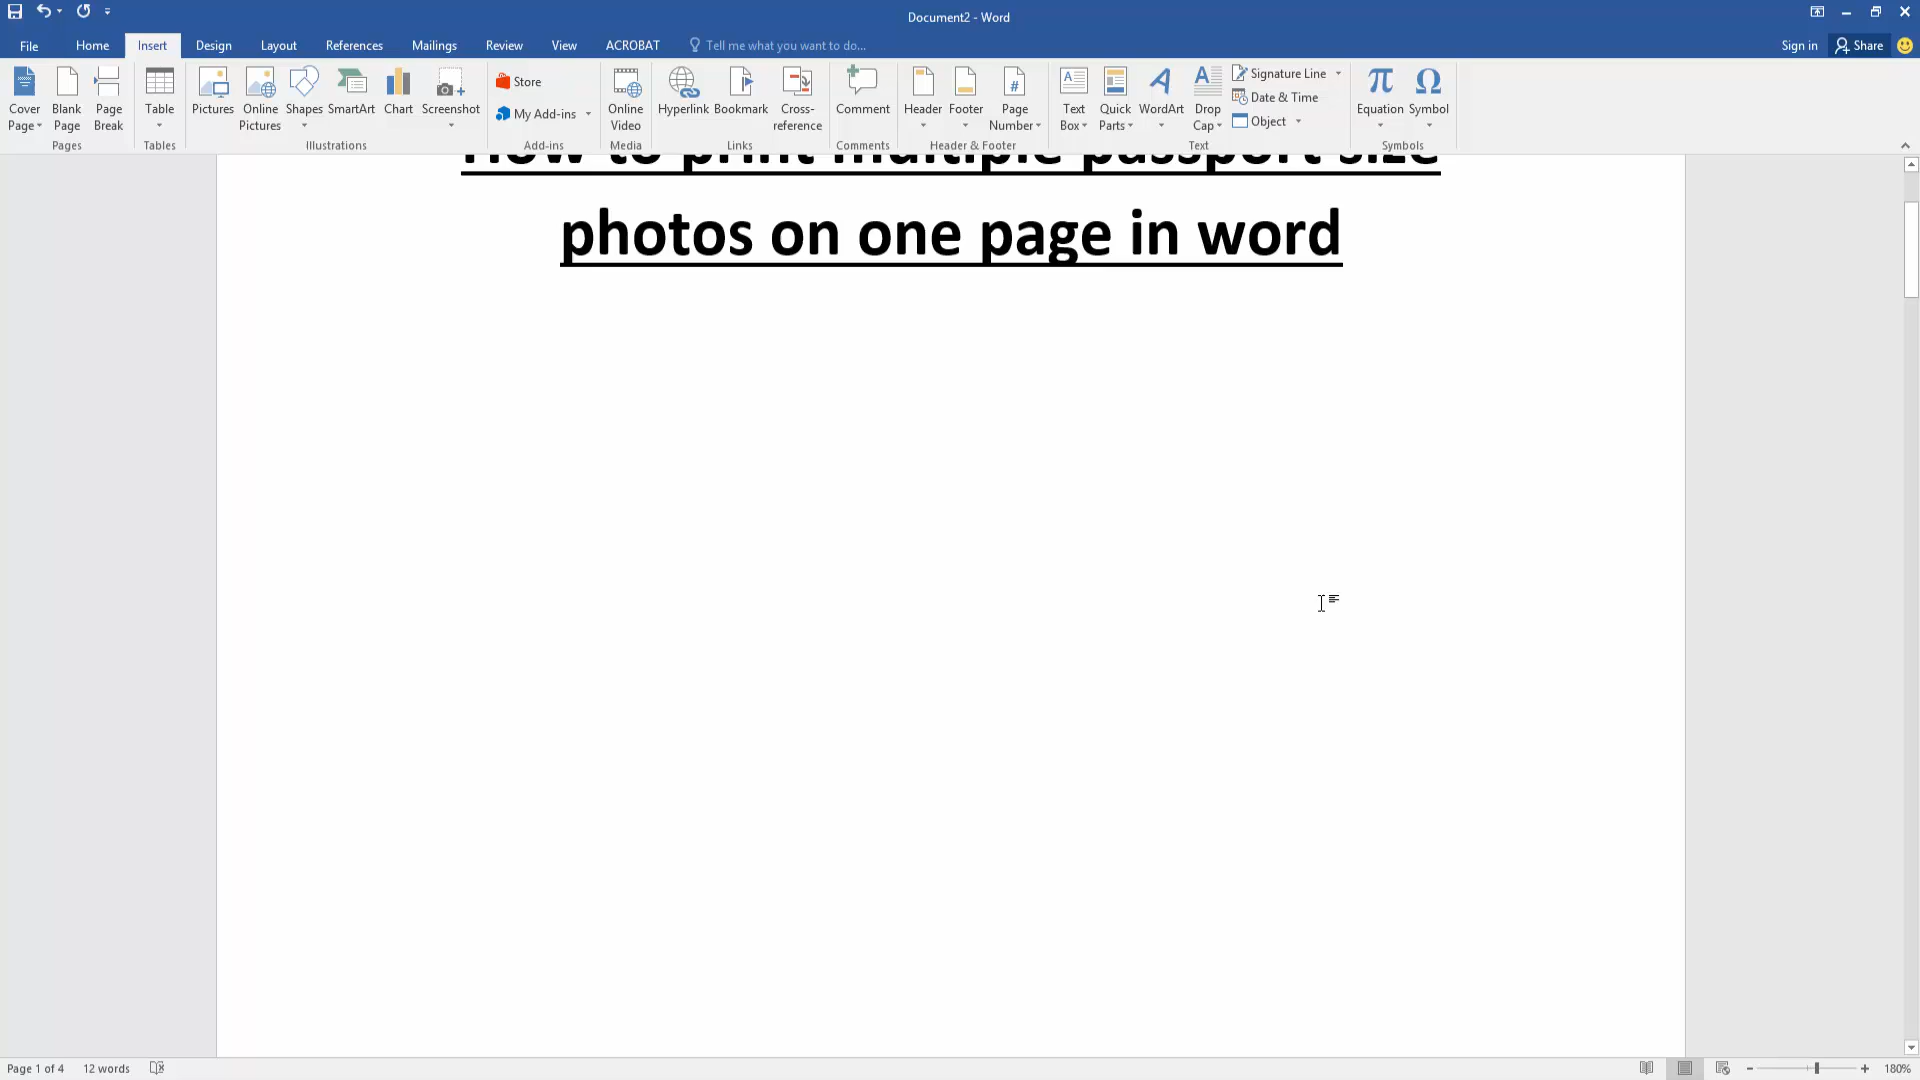 Document2 - Word
File Home Insert Design Layout References Mailings Review View ACROBAT Tell me what you want to do... Sign in Share
Cover Page
Blank Page
Page Break
Pages
Table
Tables
Pictures
Online Pictures
Shapes
SmartArt
Chart
Screenshot
Illustrations
Store
My Add-ins
Add-ins
Online Video
Media
Hyperlink
Bookmark
Cross-reference
Links
Comment
Comments
Header
Footer
Page Number
Header & Footer
Text Box
Quick Parts
WordArt
Drop Cap
Signature Line
Date & Time
Object
Text
Equation
Symbol
Symbols
How to print multiple passport size
photos on one page in word
Page 1 of 4 12 words 180%